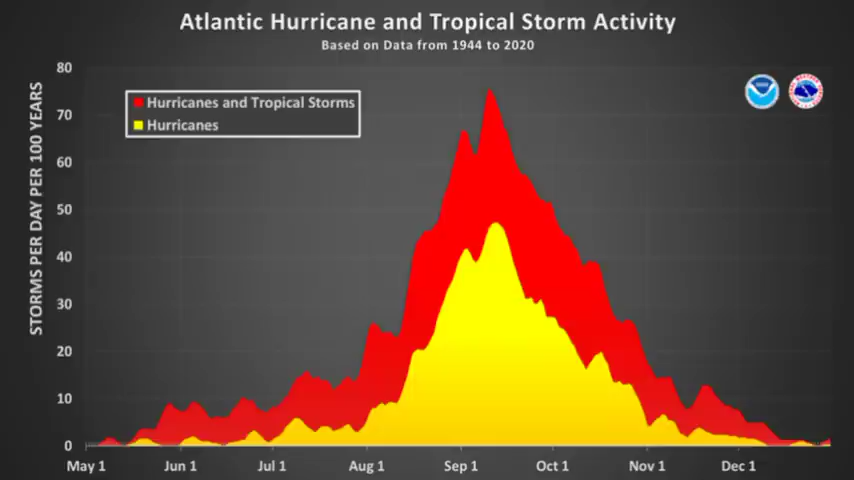 Atlantic Hurricane and Tropical Storm Activity
Based on Data from 1944 to 2020
STORMS PER DAY PER 100 YEARS
80
70
60
50
40
30
20
10
0
Hurricanes and Tropical Storms
Hurricanes
May 1
Jun 1
Jul 1
Aug 1
Sep 1
Oct 1
Nov 1
Dec 1